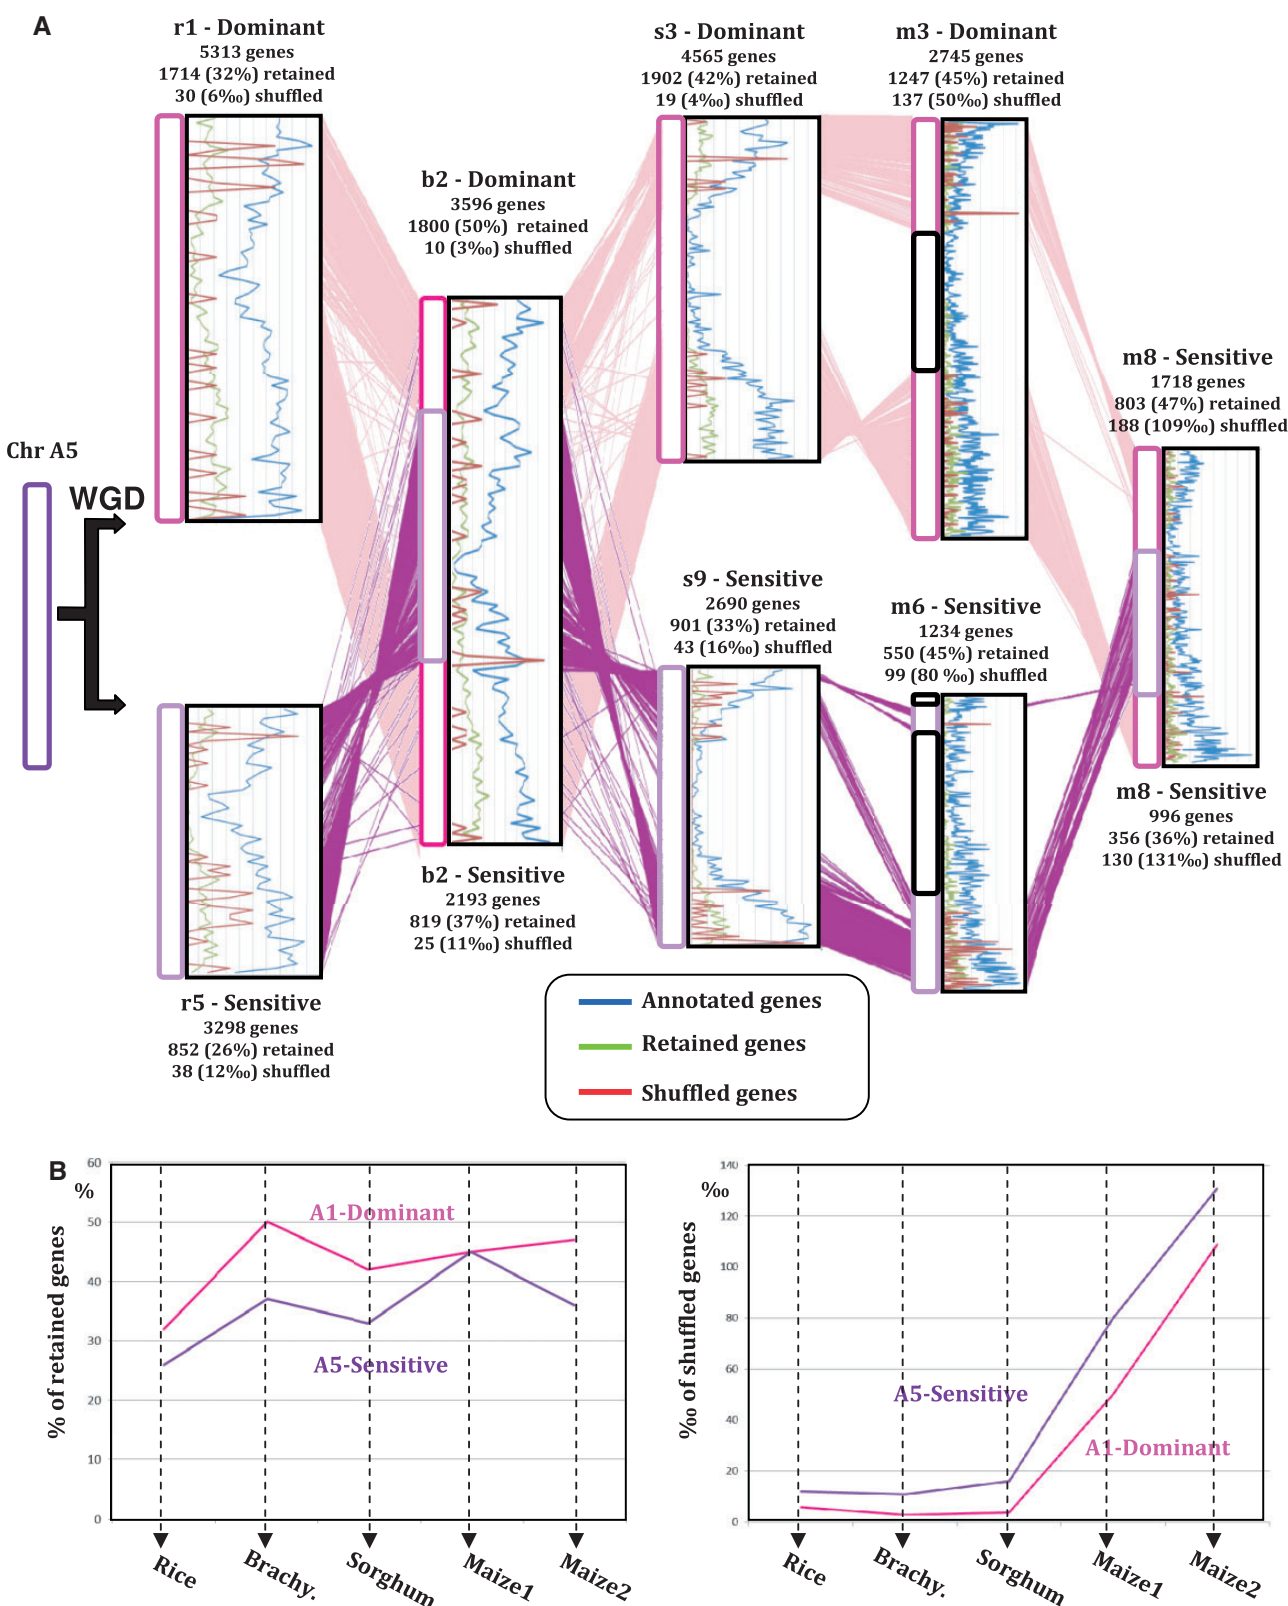 A
r1 - Dominant
5313 genes
1714 (32%) retained
30 (6‰) shuffled
b2 - Dominant
3596 genes
1800 (50%) retained
10 (3‰) shuffled
s3 - Dominant
4565 genes
1902 (42%) retained
19 (4‰) shuffled
m3 - Dominant
2745 genes
1247 (45%) retained
137 (50‰) shuffled
m8 - Sensitive
1718 genes
803 (47%) retained
188 (109‰) shuffled
Chr A5
WGD
s9 - Sensitive
2690 genes
901 (33%) retained
43 (16‰) shuffled
m6 - Sensitive
1234 genes
550 (45%) retained
99 (80 ‰) shuffled
m8 - Sensitive
996 genes
356 (36%) retained
130 (131‰) shuffled
b2 - Sensitive
2193 genes
819 (37%) retained
25 (11‰) shuffled
r5 - Sensitive
3298 genes
852 (26%) retained
38 (12‰) shuffled
Annotated genes
Retained genes
Shuffled genes
B
%
% of retained genes
60
50
40
30
20
10
0
A1-Dominant
A5-Sensitive
Rice
Brachy.
Sorghum
Maize1
Maize2
‰
‰ of shuffled genes
140
120
100
80
60
40
20
0
A5-Sensitive
A1-Dominant
Rice
Brachy.
Sorghum
Maize1
Maize2